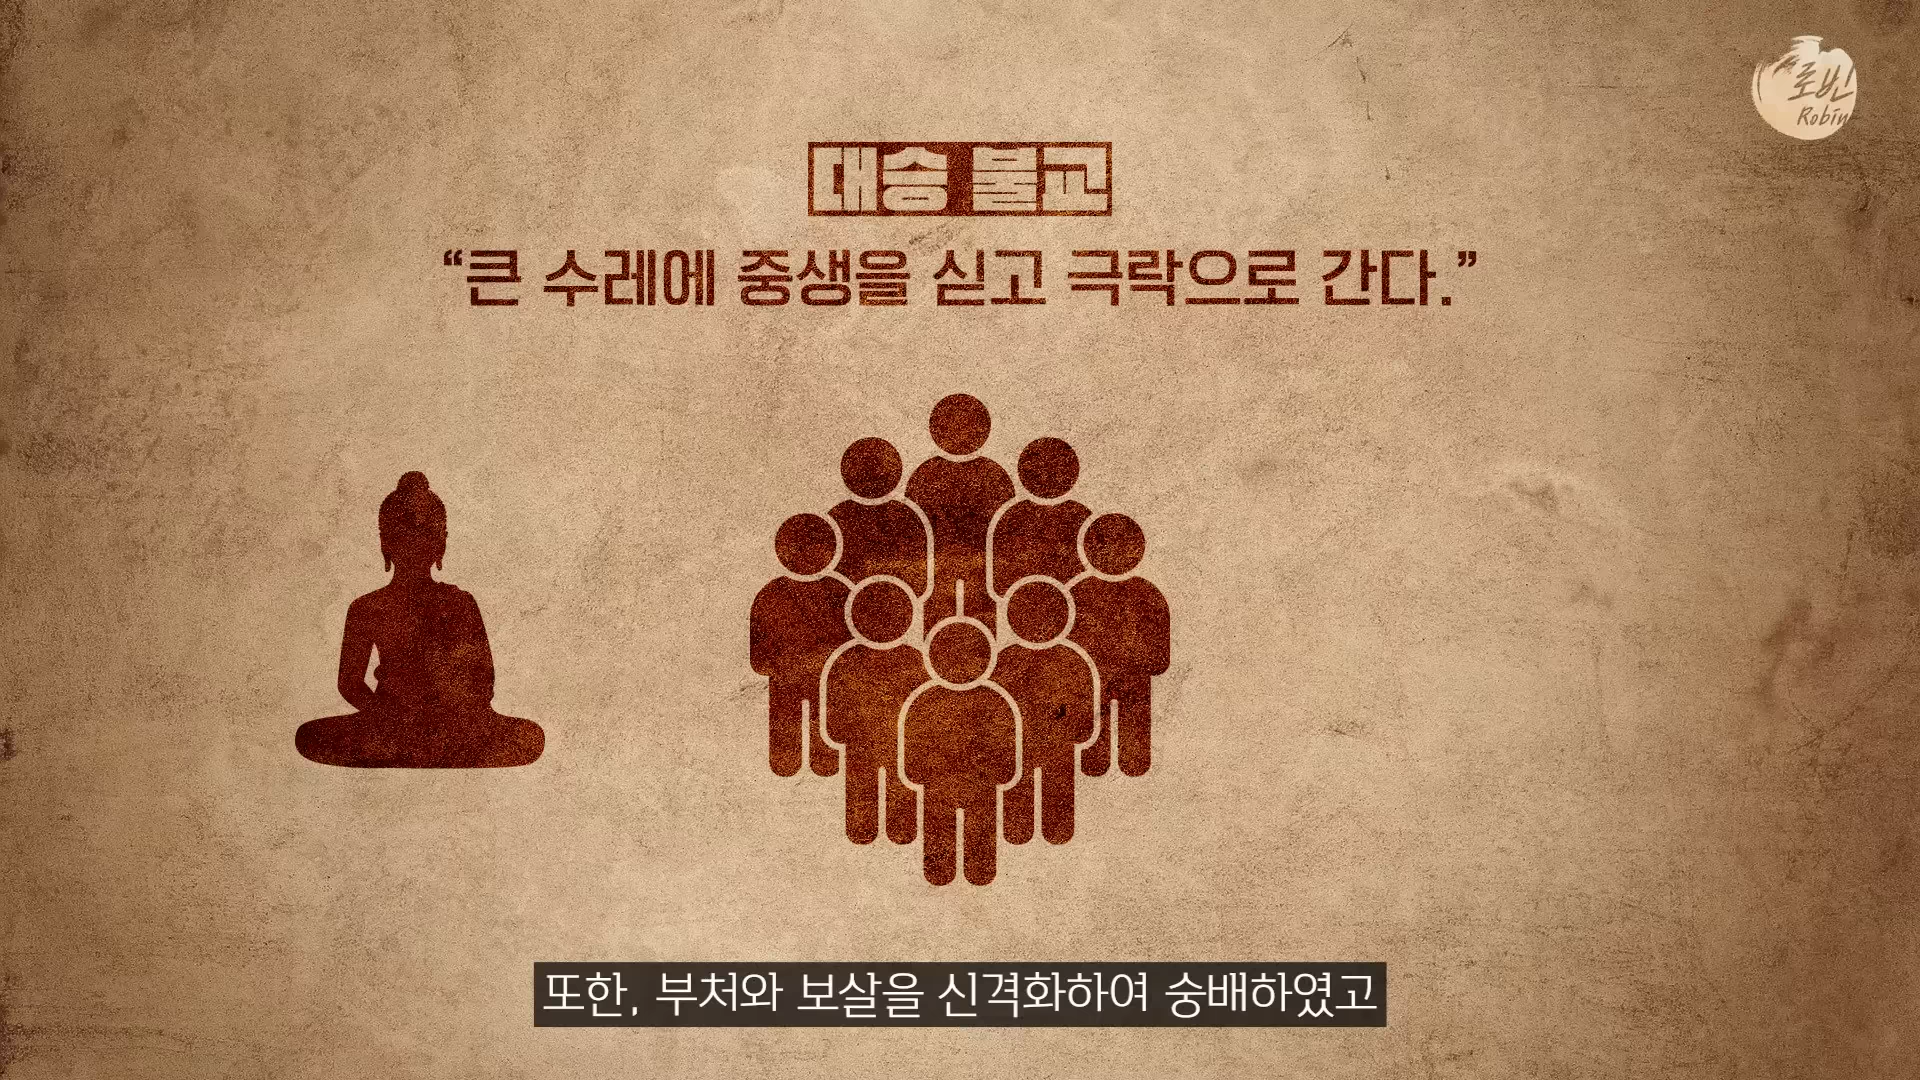 로빈
Robin
대승 불교
“큰 수레에 중생을 싣고 극락으로 간다.”
또한, 부처와 보살을 신격화하여 숭배하였고